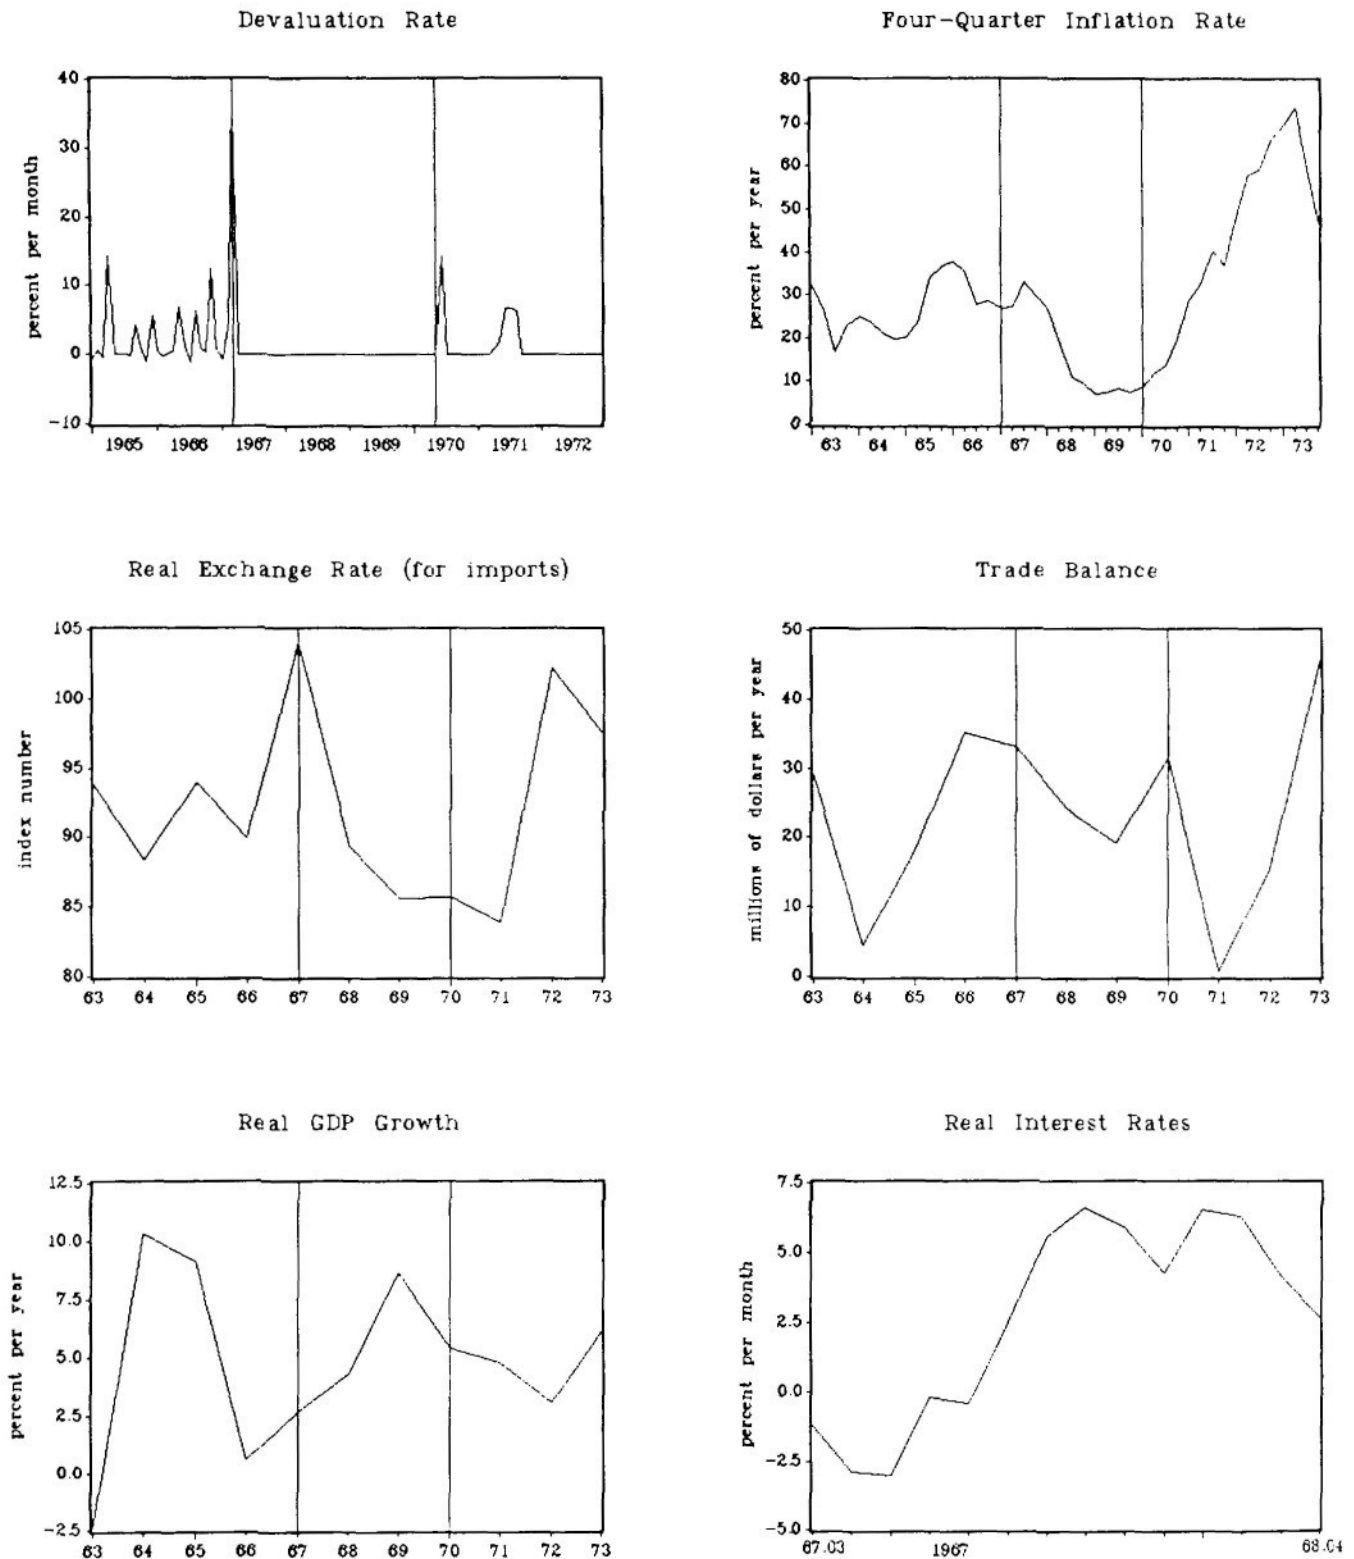 Devaluation Rate
percent per month
40
30
20
10
0
-10
1965 1966 1967 1968 1969 1970 1971 1972
Four-Quarter Inflation Rate
percent per year
80
70
60
50
40
30
20
10
0
63 64 65 66 67 68 69 70 71 72 73
Real Exchange Rate (for imports)
index number
105
100
95
90
85
80
63 64 65 66 67 68 69 70 71 72 73
Trade Balance
millions of dollars per year
50
40
30
20
10
0
63 64 65 66 67 68 69 70 71 72 73
Real GDP Growth
percent per year
12.5
10.0
7.5
5.0
2.5
0.0
-2.5
63 64 65 66 67 68 69 70 71 72 73
Real Interest Rates
percent per month
7.5
5.0
2.5
0.0
-2.5
-5.0
67.03 1967 68.04